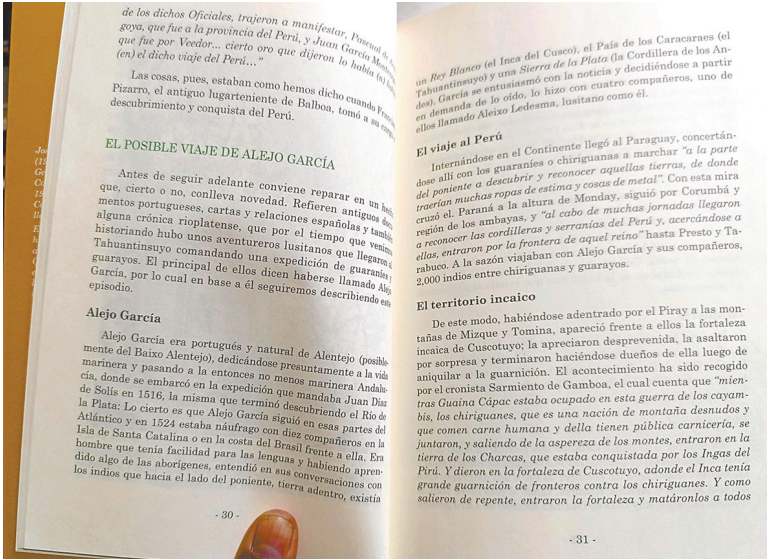 de los dichos Oficiales, trajeron a manifestar, Pascual de
goya, que fue a la provincia del Perú, y Juan García
que fue por Veedor... cierto oro que dijeron lo había (n)
(en) el dicho viaje del Perú..."
Las cosas, pues, estaban como hemos dicho cuando
Pizarro, el antiguo lugarteniente de Balboa, tomó a su cargo
descubrimiento y conquista del Perú.
EL POSIBLE VIAJE DE ALEJO GARCÍA
Antes de seguir adelante conviene reparar en un hecho
que, cierto o no, conlleva novedad. Refieren antiguos
mentos portugueses, cartas y relaciones españolas y también
alguna crónica rioplatense, que por el tiempo que venimos
historiando hubo unos aventureros lusitanos que llegaron al
Tahuantinsuyo comandando una expedición de guaraníes y
guarayos. El principal de ellos dicen haberse llamado Alejo
García, por lo cual en base a él seguiremos describiendo este
episodio.
Alejo García
Alejo García era portugués y natural de Alentejo (posible-
mente del Baixo Alentejo), dedicándose presuntamente a la vida
marinera y pasando a la entonces no menos marinera Andalu-
cía, donde se embarcó en la expedición que mandaba Juan Díaz
de Solís en 1516, la misma que terminó descubriendo el Río de
la Plata: Lo cierto es que Alejo García siguió en esas partes del
Atlántico y en 1524 estaba náufrago con diez compañeros en la
Isla de Santa Catalina o en la costa del Brasil frente a ella. Era
hombre que tenía facilidad para las lenguas y habiendo apren-
dido algo de las aborígenes, entendió en sus conversaciones con
los indios que hacia el lado del poniente, tierra adentro, existía
- 30 -
un Rey Blanco (el Inca del Cusco), el País de los Caracaraes (el
Tahuantinsuyo) y una Sierra de la Plata (la Cordillera de los An-
des), García se entusiasmó con la noticia y decidiéndose a partir
en demanda de lo oído, lo hizo con cuatro compañeros, uno de
ellos llamado Aleixo Ledesma, lusitano como él.
El viaje al Perú
Internándose en el Continente llegó al Paraguay, concertán-
dose allí con los guaraníes o chiriguanas a marchar "a la parte
del poniente a descubrir y reconocer aquellas tierras, de donde
traerían muchas ropas de estima y cosas de metal". Con esta mira
cruzó el. Paraná a la altura de Monday, siguió por Corumbá y
región de los ambayas, y "al cabo de muchas jornadas llegaron
a reconocer las cordilleras y serranías del Perú y, acercándose a
ellas, entraron por la frontera de aquel reino" hasta Presto y Ta-
rabuco. A la sazón viajaban con Alejo García y sus compañeros,
2,000 indios entre chiriguanas y guarayos.
El territorio incaico
De este modo, habiéndose adentrado por el Piray a las mon-
tañas de Mizque y Tomina, apareció frente a ellos la fortaleza
incaica de Cuscotuyo; la apreciaron desprevenida, la asaltaron
por sorpresa y terminaron haciéndose dueños de ella luego de
aniquilar a la guarnición. El acontecimiento ha sido recogido
por el cronista Sarmiento de Gamboa, el cual cuenta que "mien-
tras Guaina Cápac estaba ocupado en esta guerra de los cayam-
bis, los chiriguanes, que es una nación de montaña desnudos y
que comen carne humana y della tienen pública carnicería, se
juntaron, y saliendo de la aspereza de los montes, entraron en la
tierra de los Charcas, que estaba conquistada por los Ingas del
Pirú. Y dieron en la fortaleza de Cuscotuyo, adonde el Inca tenía
grande guarnición de fronteros contra los chiriguanes. Y como
salieron de repente, entraron la fortaleza y matáronlos a todos
- 31 -